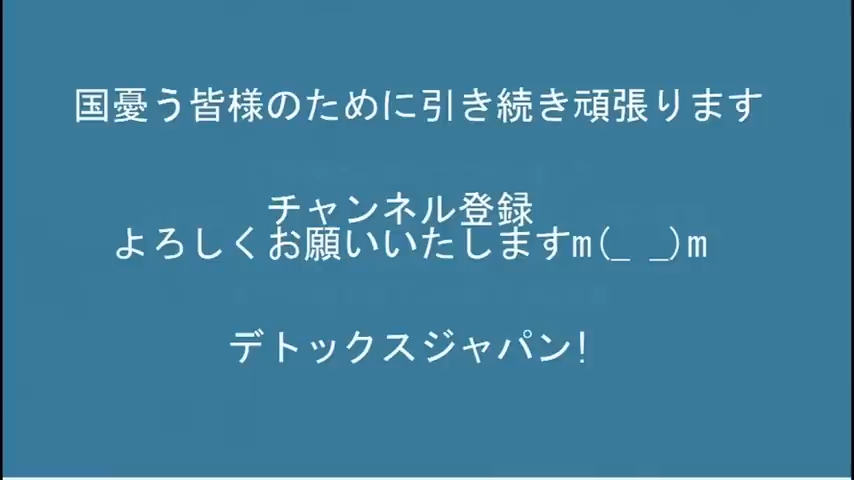 国憂う皆様のために引き続き頑張ります
チャンネル登録
よろしくお願いいたしますm(_ _)m
デトックスジャパン!